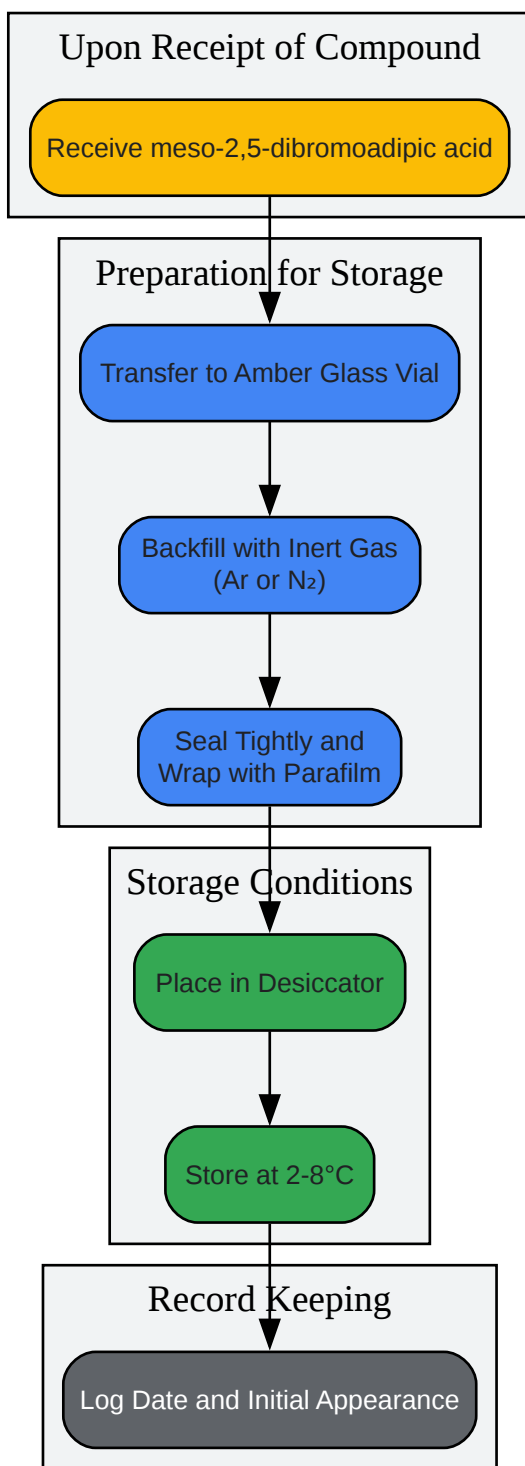 Upon Receipt of Compound
Receive meso-2,5-dibromoadipic acid
Preparation for Storage
Transfer to Amber Glass Vial
Backfill with Inert Gas
(Ar or N₂)
Seal Tightly and
Wrap with Parafilm
Storage Conditions
Place in Desiccator
Store at 2-8°C
Record Keeping
Log Date and Initial Appearance